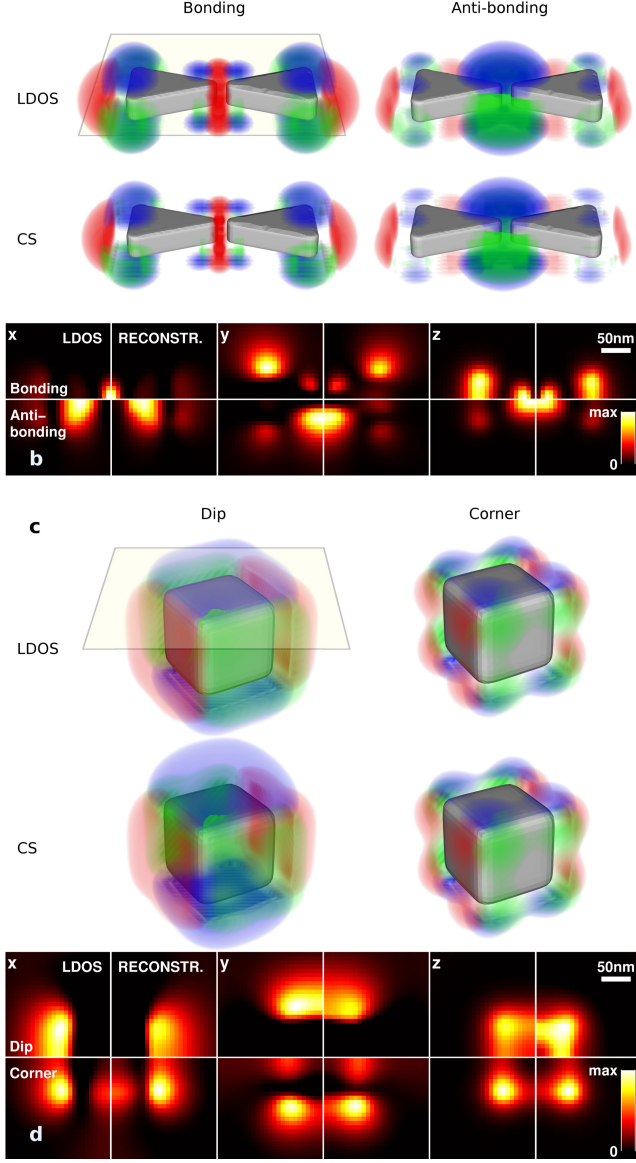 Bonding Anti-bonding
LDOS
CS
x LDOS RECONSTR. y z 50nm
Bonding
Anti-
bonding
max
0
b
c
Dip Corner
LDOS
CS
x LDOS RECONSTR. y z 50nm
Dip
Corner
max
0
d